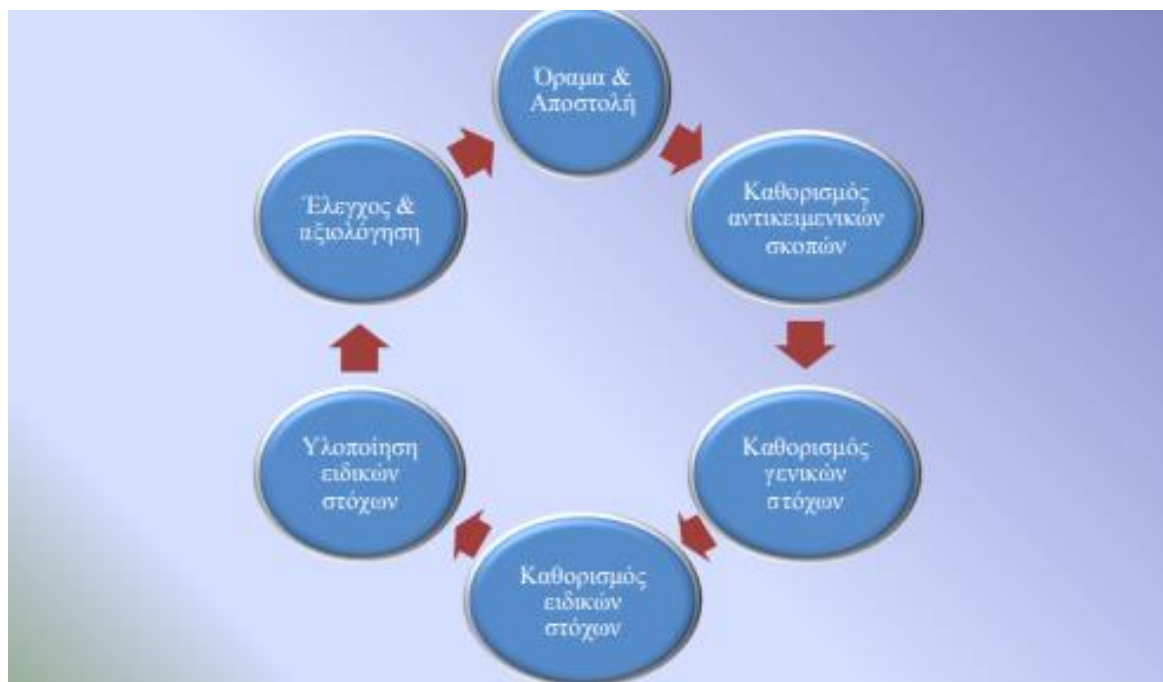 Όραμα &
Αποστολή
Καθορισμός
αντικειμενικών
σκοπών
Καθορισμός
γενικών
στόχων
Καθορισμός
ειδικών
στόχων
Υλοποίηση
ειδικών
στόχων
Έλεγχος &
αξιολόγηση